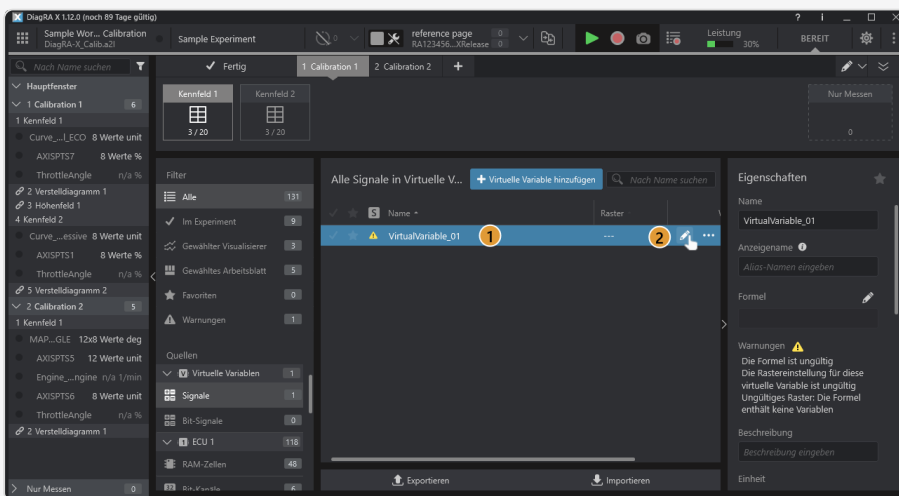 DiagRA X 1.12.0 (noch 89 Tage gültig)
? i
Sample Wor... Calibration
DiagRA-X_Calib.a2l
Sample Experiment
0
reference page 0
RA123456...XRelease 0
Leistung
30%
BEREIT
Nach Name suchen
Fertig
1 Calibration 1
2 Calibration 2
+
Hauptfenster
1 Calibration 1 6
1 Kennfeld 1
Curve_...l_ECO 8 Werte unit
AXISPTS7 8 Werte %
ThrottleAngle n/a %
2 Verstelldiagramm 1
3 Höhenfeld 1
4 Kennfeld 2
Curve_...essive 8 Werte unit
AXISPTS1 8 Werte unit
ThrottleAngle n/a %
5 Verstelldiagramm 2
2 Calibration 2 5
1 Kennfeld 1
MAP...GLE 12x8 Werte deg
AXISPTS5 12 Werte unit
Engine_...ngine n/a 1/min
AXISPTS6 8 Werte unit
ThrottleAngle n/a %
2 Verstelldiagramm 1
Nur Messen 0
Kennfeld 1
3 / 20
Kennfeld 2
3 / 20
Nur Messen
0
Filter
Alle 131
Im Experiment 9
Gewählter Visualisierer 3
Gewähltes Arbeitsblatt 5
Favoriten 0
Warnungen 1
Quellen
V Virtuelle Variablen 1
Signale 1
Bit-Signale 0
1 ECU 1 118
RAM-Zellen 48
Bit-Kanäle 6
Alle Signale in Virtuelle V...
+ Virtuelle Variable hinzufügen
Nach Name suchen
S Name Raster
VirtualVariable_01 1 --- 2
Exportieren
Importieren
Eigenschaften
Name
VirtualVariable_01
Anzeigename
Alias-Namen eingeben
Formel
Warnungen
Die Formel ist ungültig
Die Rastereinstellung für diese
virtuelle Variable ist ungültig
Ungültiges Raster: Die Formel
enthält keine Variablen
Beschreibung
Beschreibung eingeben
Einheit